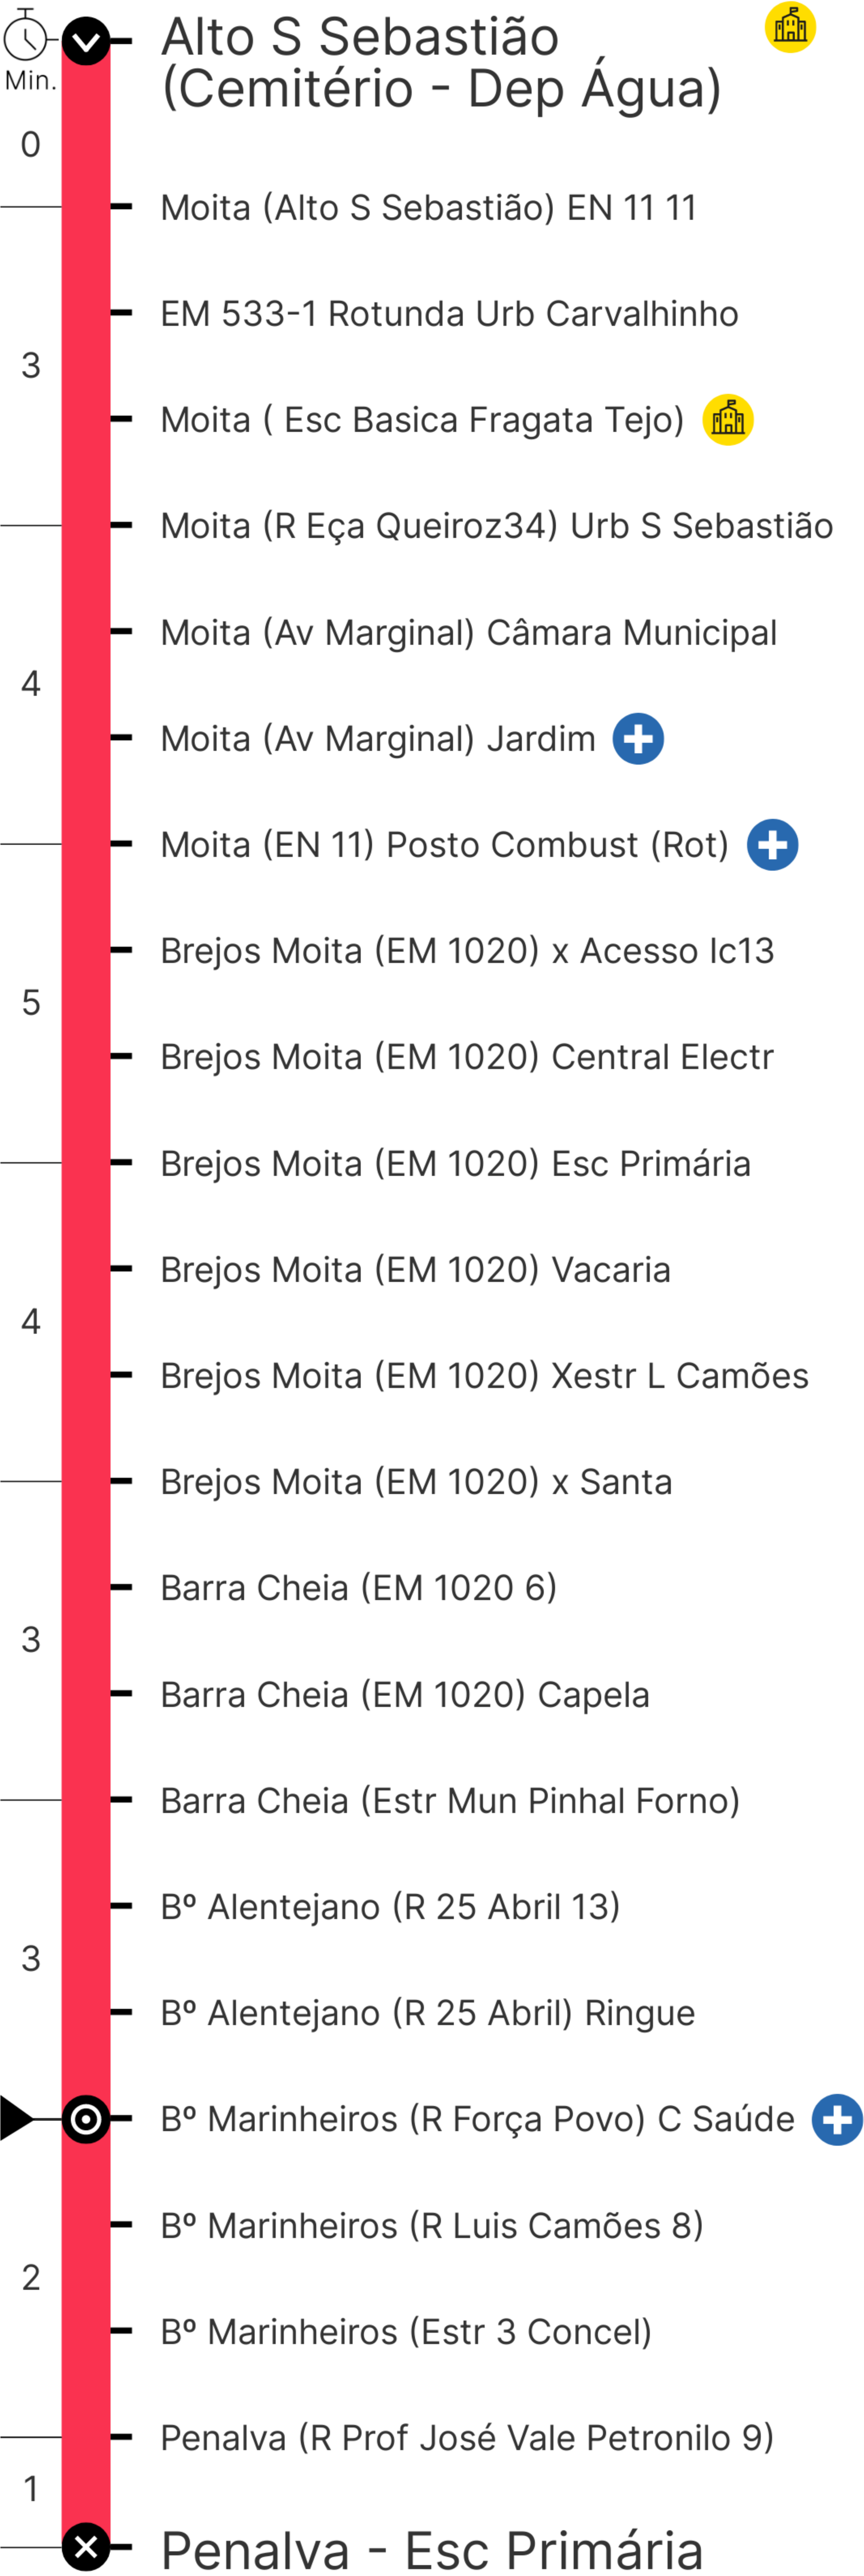 Alto S Sebastião
(Cemitério - Dep Água)
Min.
0
Moita (Alto S Sebastião) EN 11 11
EM 533-1 Rotunda Urb Carvalhinho
3
Moita ( Esc Basica Fragata Tejo)
Moita (R Eça Queiroz34) Urb S Sebastião
Moita (Av Marginal) Câmara Municipal
4
Moita (Av Marginal) Jardim
Moita (EN 11) Posto Combust (Rot)
Brejos Moita (EM 1020) x Acesso Ic13
5
Brejos Moita (EM 1020) Central Electr
Brejos Moita (EM 1020) Esc Primária
Brejos Moita (EM 1020) Vacaria
4
Brejos Moita (EM 1020) Xestr L Camões
Brejos Moita (EM 1020) x Santa
Barra Cheia (EM 1020 6)
3
Barra Cheia (EM 1020) Capela
Barra Cheia (Estr Mun Pinhal Forno)
Bº Alentejano (R 25 Abril 13)
3
Bº Alentejano (R 25 Abril) Ringue
Bº Marinheiros (R Força Povo) C Saúde
Bº Marinheiros (R Luis Camões 8)
2
Bº Marinheiros (Estr 3 Concel)
Penalva (R Prof José Vale Petronilo 9)
1
Penalva - Esc Primária